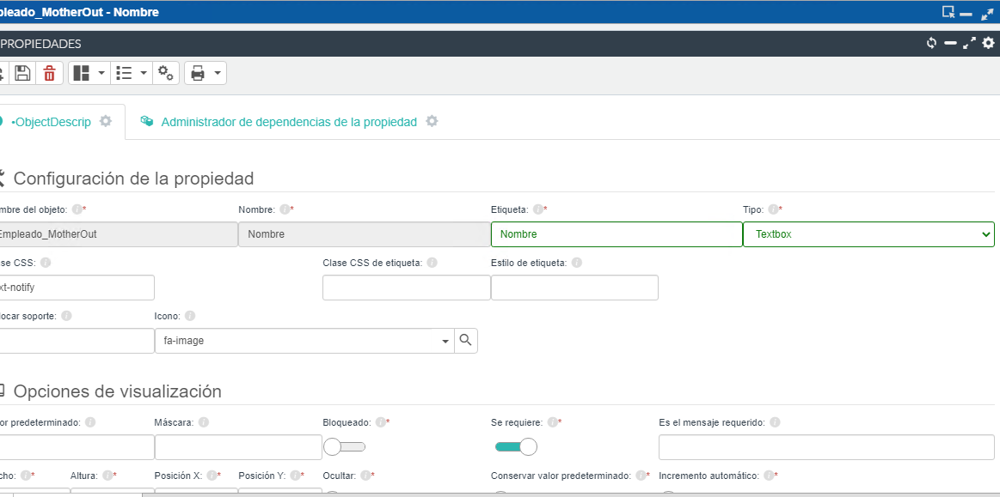 pleado_MotherOut - Nombre
PROPIEDADES
•ObjectDescrip Administrador de dependencias de la propiedad
Configuración de la propiedad
mbre del objeto: * Nombre: * Etiqueta: * Tipo: *
Empleado_MotherOut Nombre Nombre Textbox
se CSS: Clase CSS de etiqueta: Estilo de etiqueta:
xt-notify
ocar soporte: Icono:
fa-image
Opciones de visualización
or predeterminado: Máscara: Bloqueado: * Se requiere: * Es el mensaje requerido:
cho: * Altura: * Posición X: * Posición Y: * Ocultar: * Conservar valor predeterminado: * Incremento automático: *